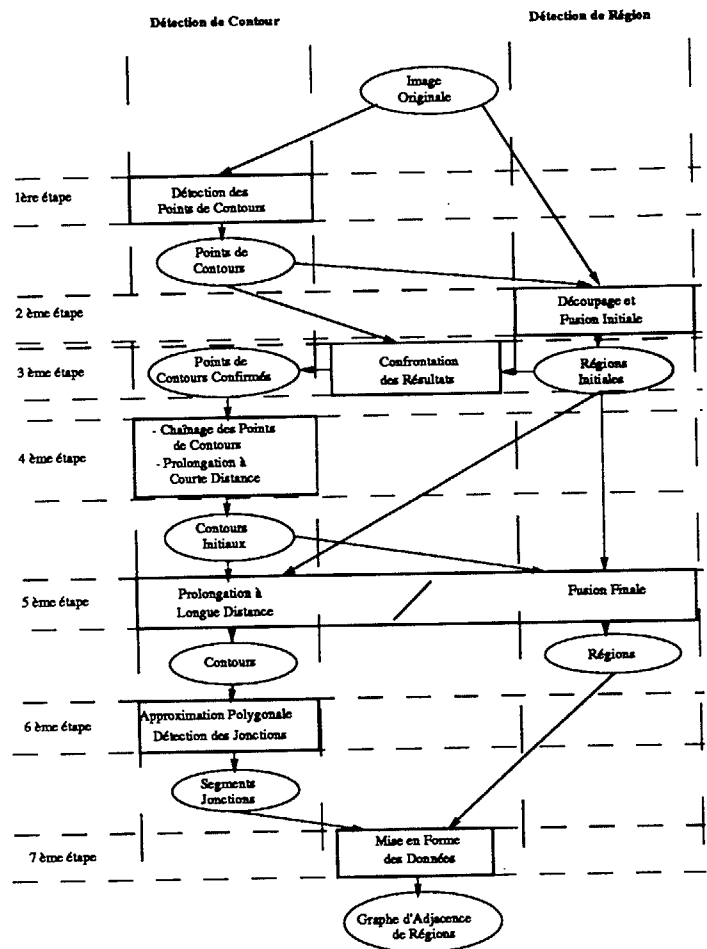 Détection de Contour
Détection de Région
Image
Originale
1ère étape
Détection des
Points de Contours
Points de
Contours
2 ème étape
Découpage et
Fusion Initiale
3 ème étape
Points de
Contours Confirmés
Confrontation
des Résultats
Régions
Initiales
4 ème étape
- Chaînage des Points
de Contours
- Prolongation à
Courte Distance
Contours
Initiaux
5 ème étape
Prolongation à
Longue Distance
Fusion Finale
Contours
Régions
6 ème étape
Approximation Polygonale
Détection des Jonctions
Segments
Jonctions
7 ème étape
Mise en Forme
des Données
Graphe d'Adjacence
de Régions